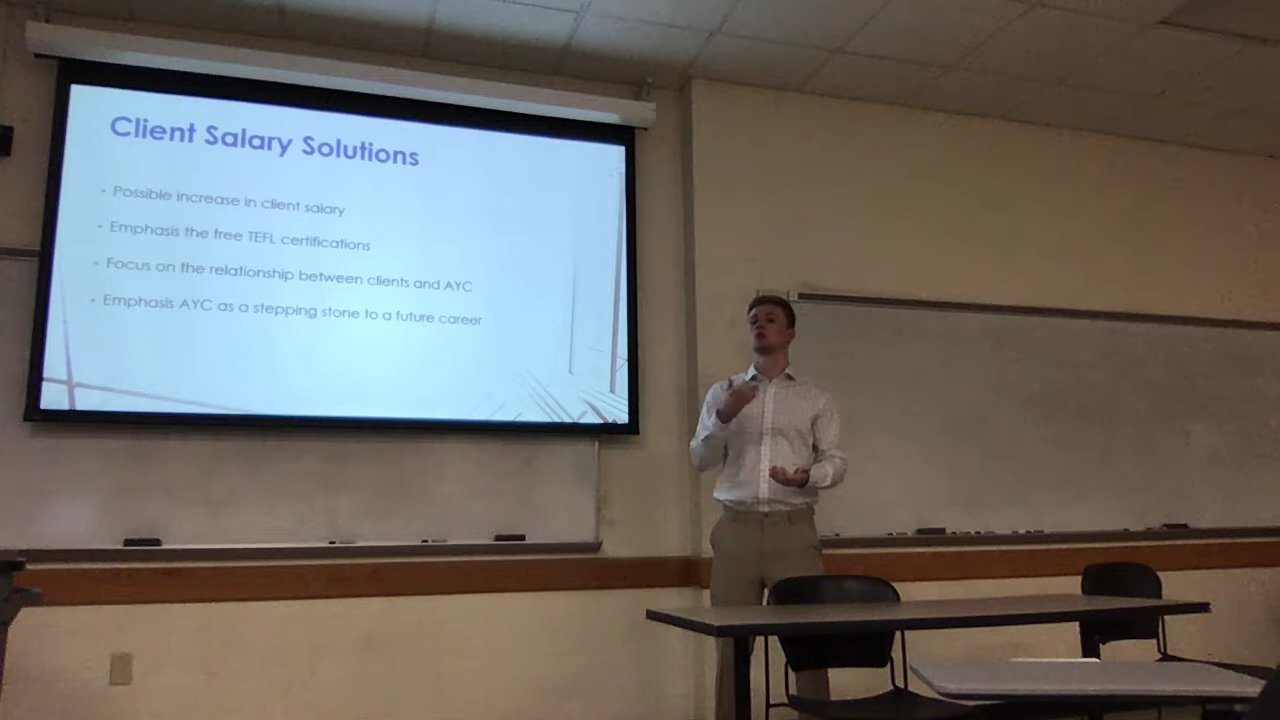 Client Salary Solutions
• Possible increase in client salary
• Emphasis the free TEFL certifications
• Focus on the relationship between clients and AYC
• Emphasis AYC as a stepping stone to a future career